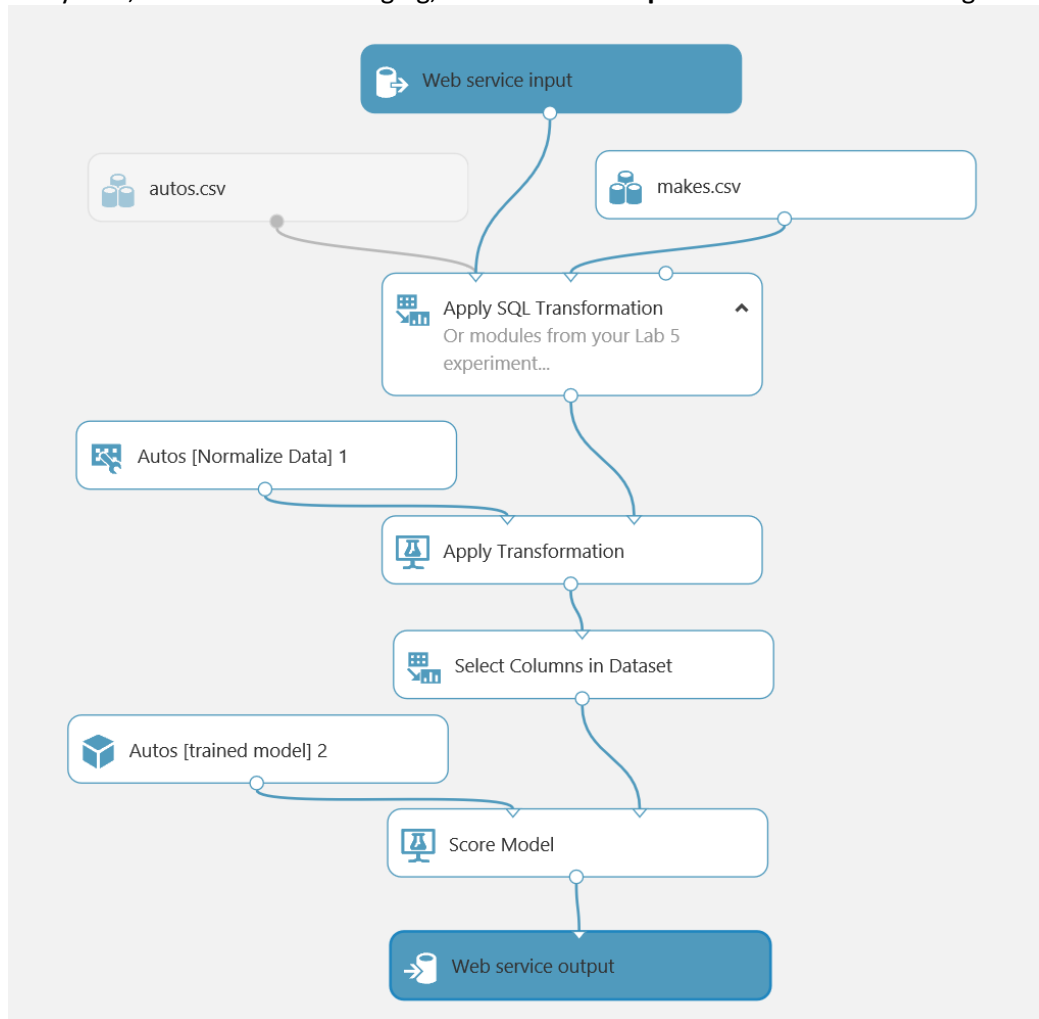 Web service input
autos.csv
makes.csv
Apply SQL Transformation
Or modules from your Lab 5
experiment...
Autos [Normalize Data] 1
Apply Transformation
Select Columns in Dataset
Autos [trained model] 2
Score Model
Web service output